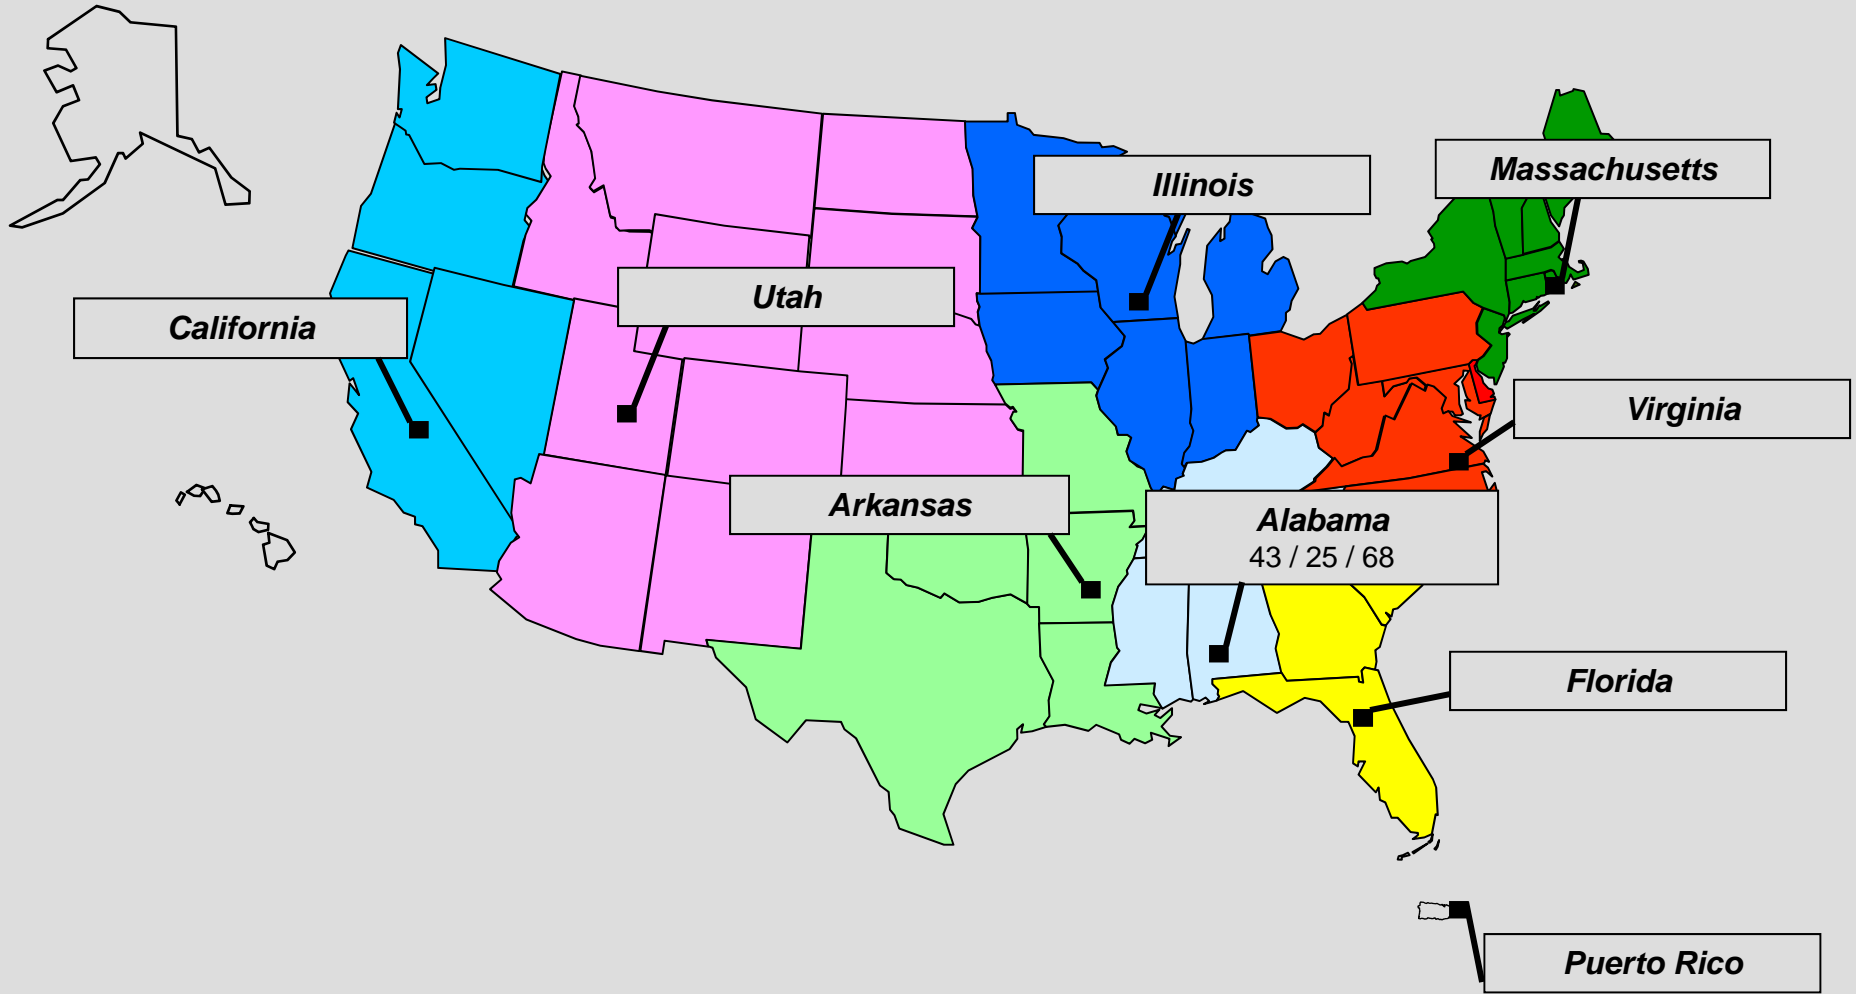 Massachusetts
Illinois
Utah
California
Virginia
Arkansas
Alabama
43 / 25 / 68
Florida
Puerto Rico